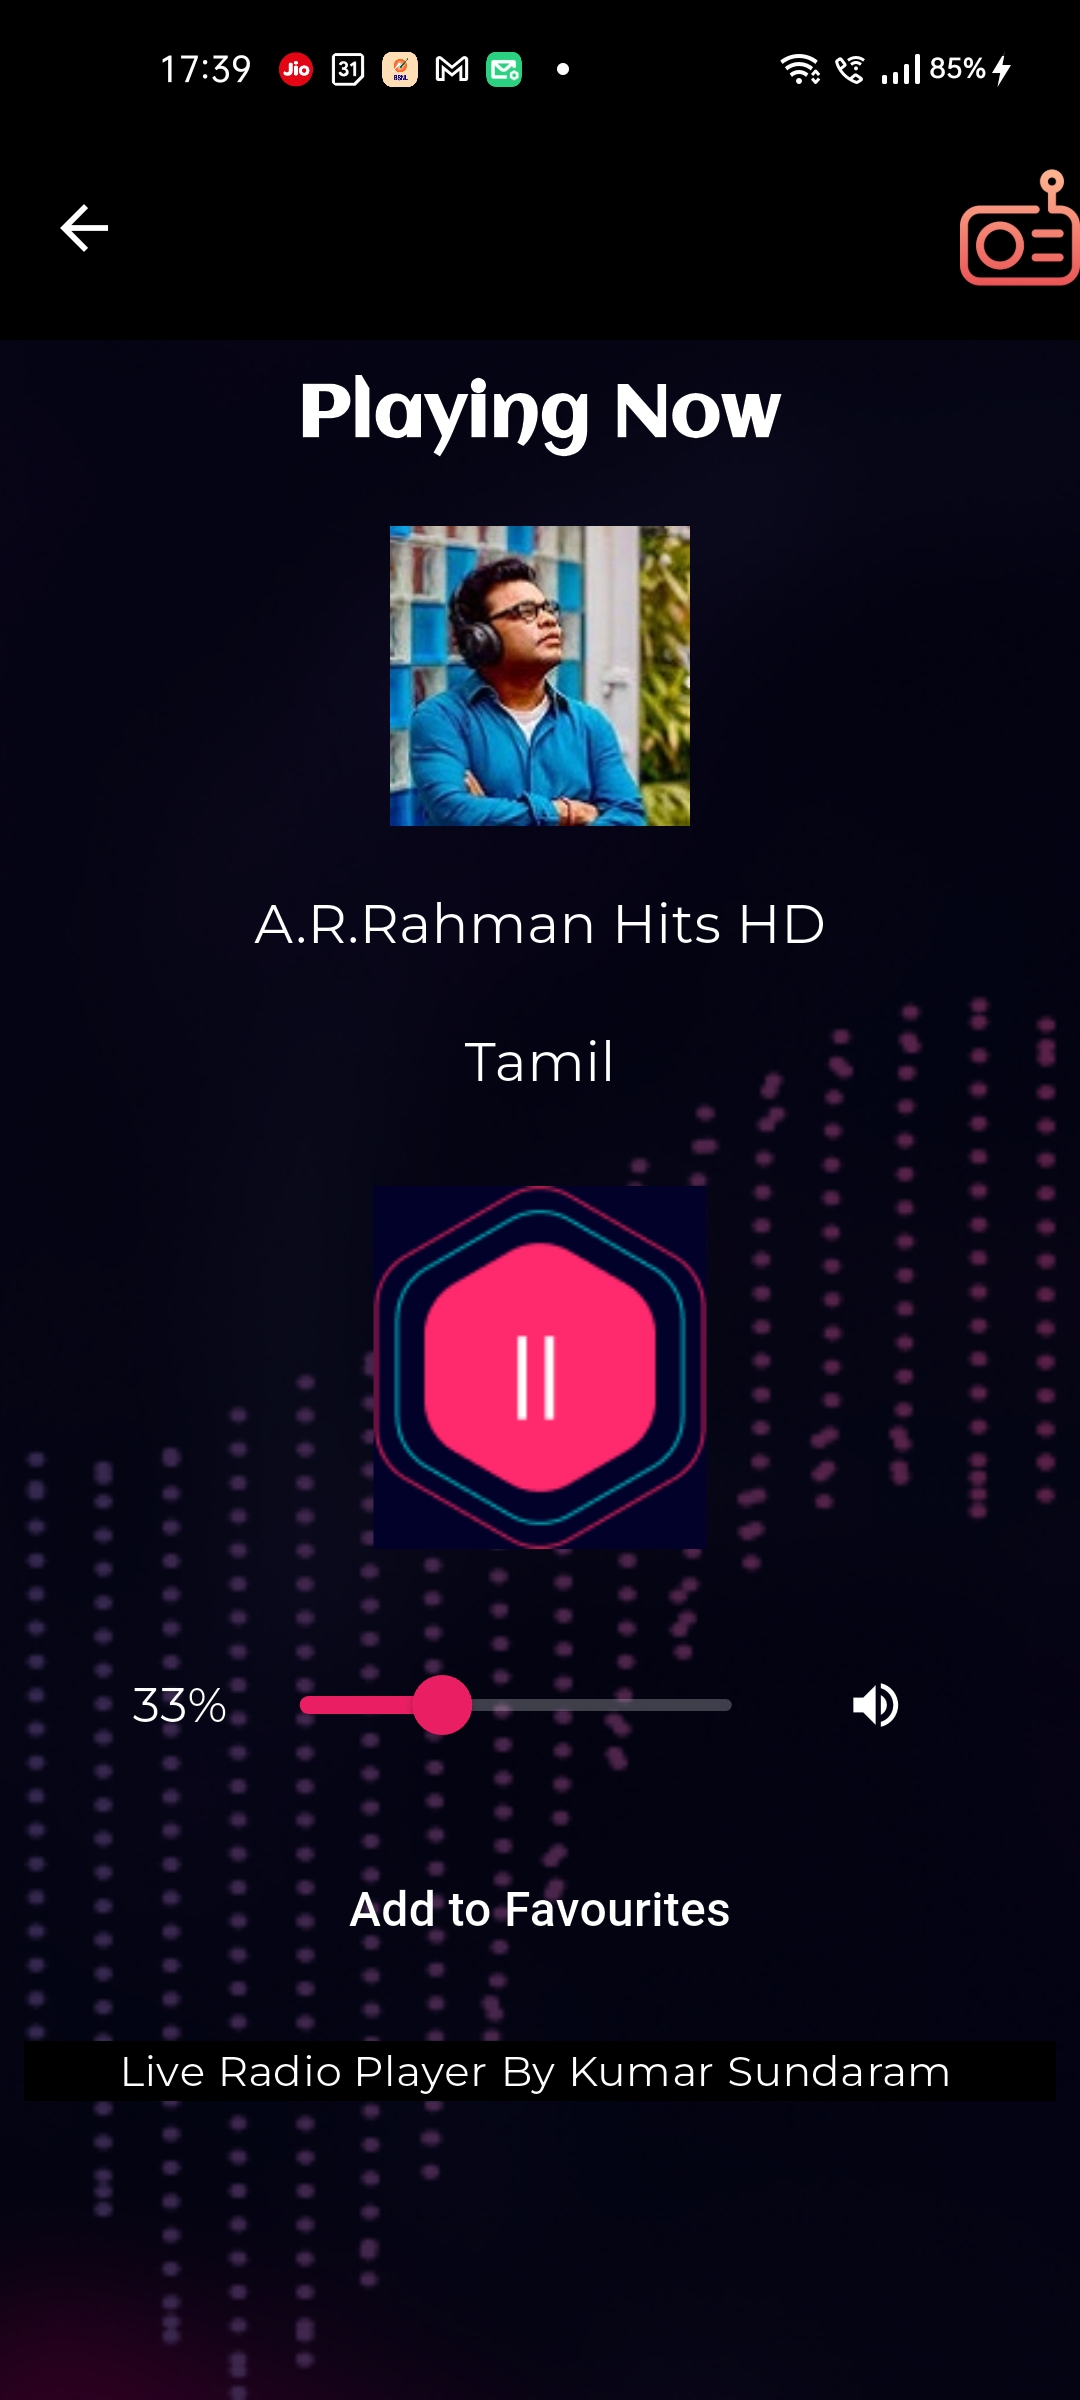 17:39 Jio 31 BSNL 85%
Playing Now
A.R.Rahman Hits HD
Tamil
33%
Add to Favourites
Live Radio Player By Kumar Sundaram